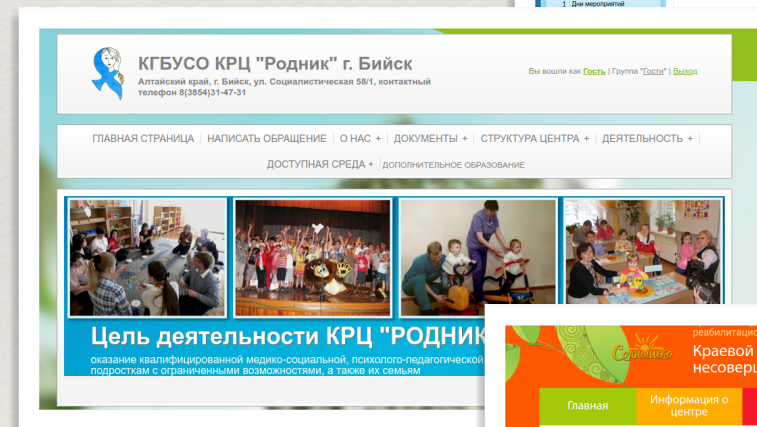 1 Дни мероприятий
КГБУСО КРЦ "Родник" г. Бийск
Алтайский край, г. Бийск, ул. Социалистическая 58/1, контактный
телефон 8(3854)31-47-31
Вы вошли как Гость | Группа "Гости" | Выход
ГЛАВНАЯ СТРАНИЦА НАПИСАТЬ ОБРАЩЕНИЕ О НАС + ДОКУМЕНТЫ + СТРУКТУРА ЦЕНТРА + ДЕЯТЕЛЬНОСТЬ +
ДОСТУПНАЯ СРЕДА + ДОПОЛНИТЕЛЬНОЕ ОБРАЗОВАНИЕ
Цель деятельности КРЦ "РОДНИК
оказание квалифицированной медико-социальной, психолого-педагогической
подросткам с ограниченными возможностями, а также их семьям
реабилитацио
Солнышко
Краевой
несоверш
Главная
Информация о
центре